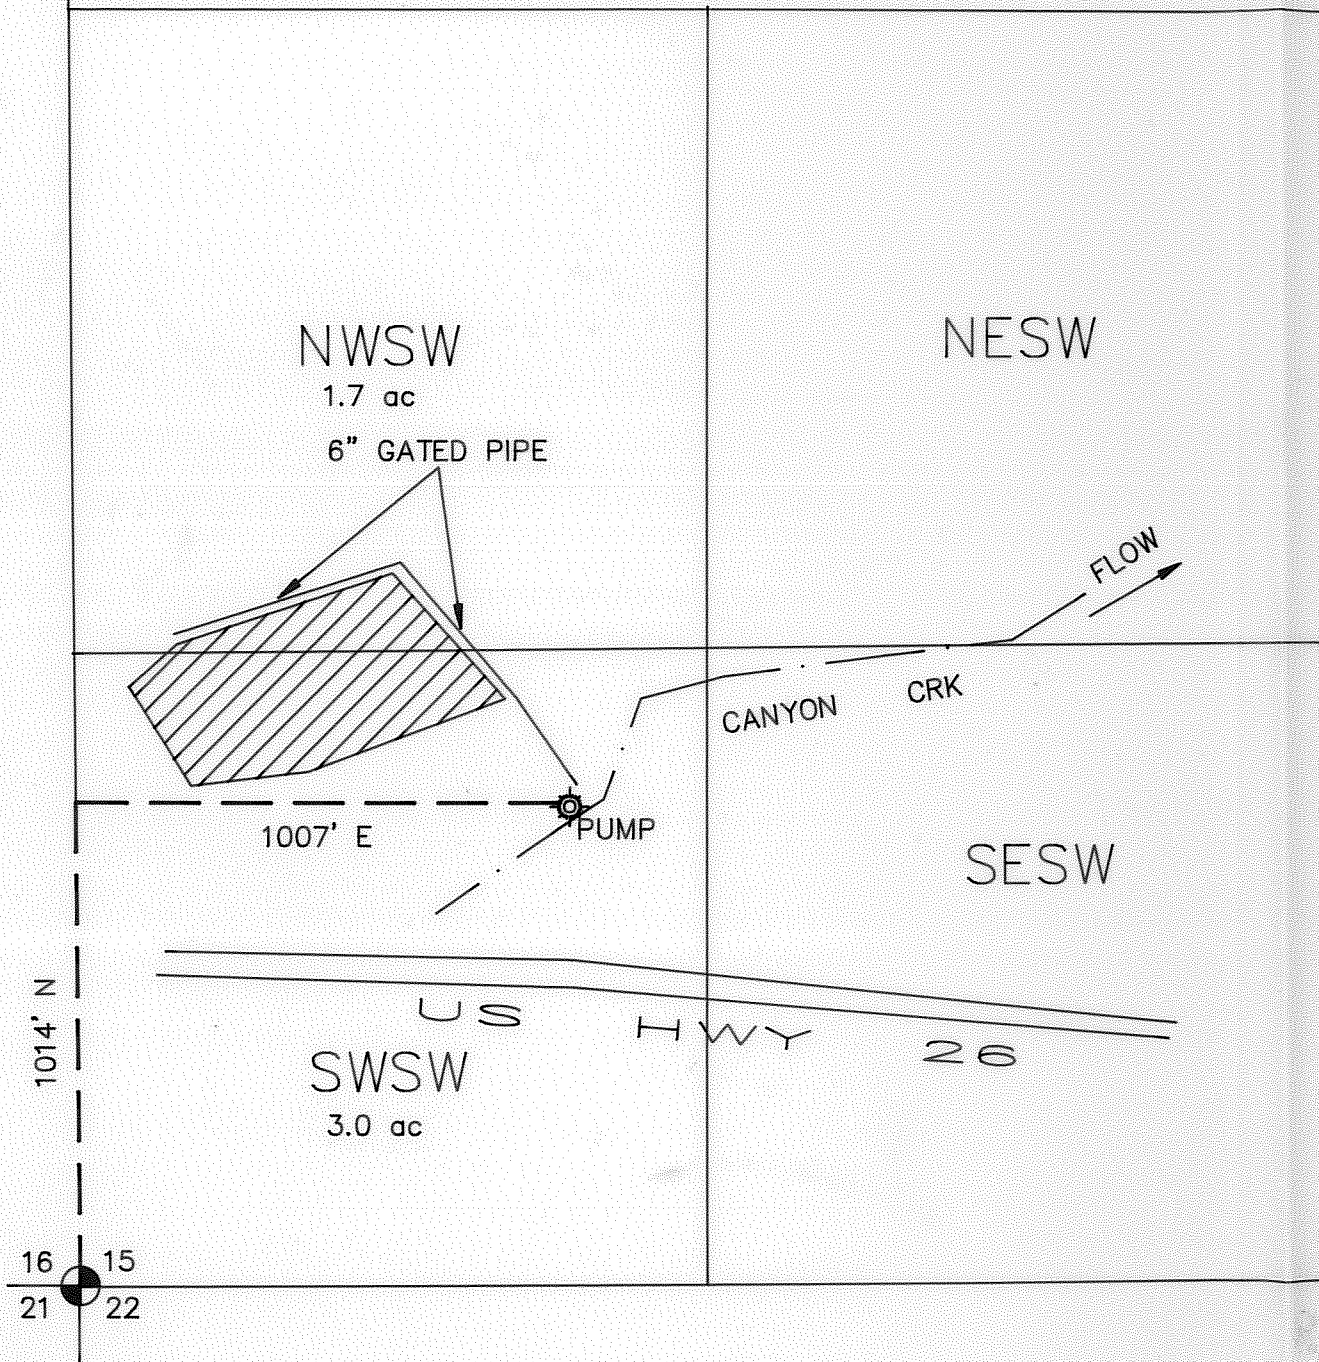 NWSW
1.7 ac
NESW
6" GATED PIPE
FLOW
CANYON CRK
1007' E
PUMP
SESW
1014' N
US HWY 26
SWSW
3.0 ac
16 15
21 22